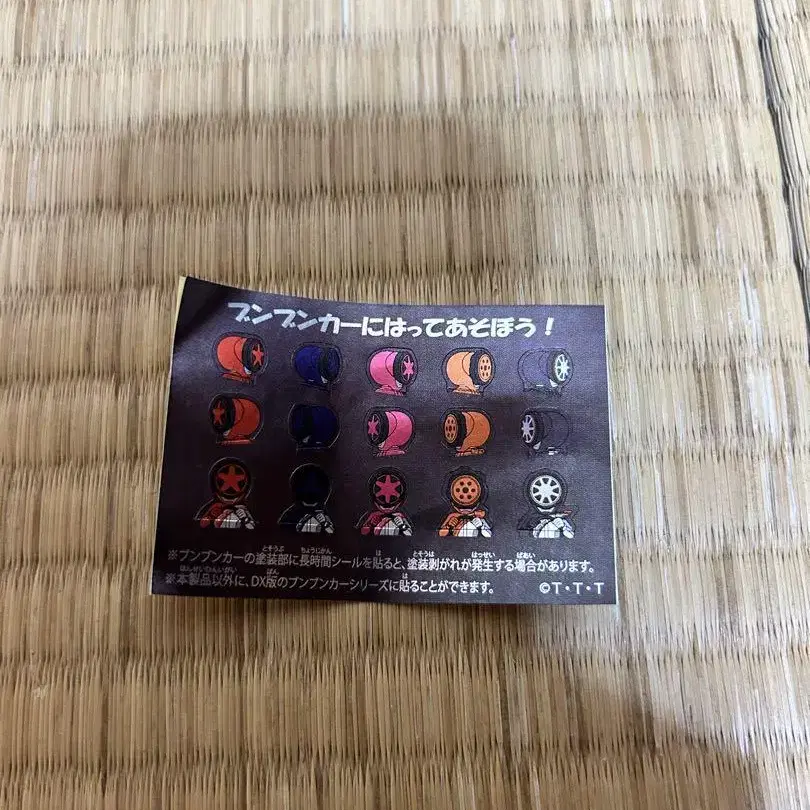 ブンブンカーにはってあそぼう！
※ブンブンカーの塗装部に長時間シールを貼ると、塗装剥がれが発生する場合があります。
※本製品以外に、DX版のブンブンカーシリーズに貼ることができます。
©T・T・T